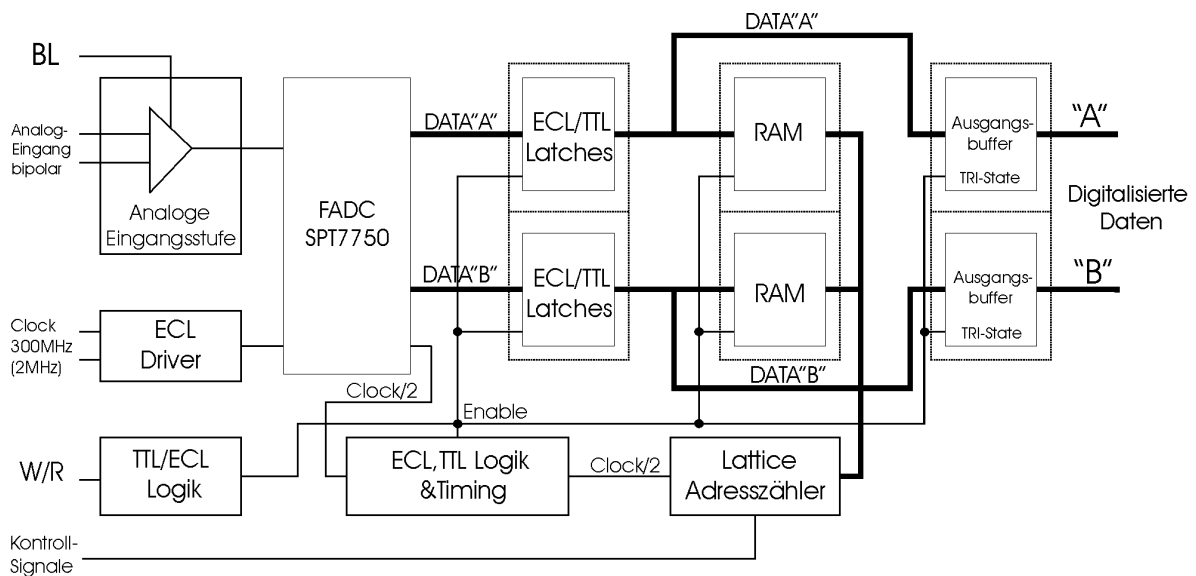 BL
Analog-
Eingang
bipolar
Analoge
Eingangsstufe
FADC
SPT7750
DATA"A"
DATA"B"
ECL/TTL
Latches
ECL/TTL
Latches
DATA"A"
RAM
RAM
DATA"B"
Ausgangs-
buffer
TRI-State
Ausgangs-
buffer
TRI-State
"A"
Digitalisierte
Daten
"B"
Clock
300MHz
(2MHz)
ECL
Driver
Clock/2
Enable
W/R
TTL/ECL
Logik
ECL,TTL Logik
&Timing
Clock/2
Lattice
Adresszähler
Kontroll-
Signale